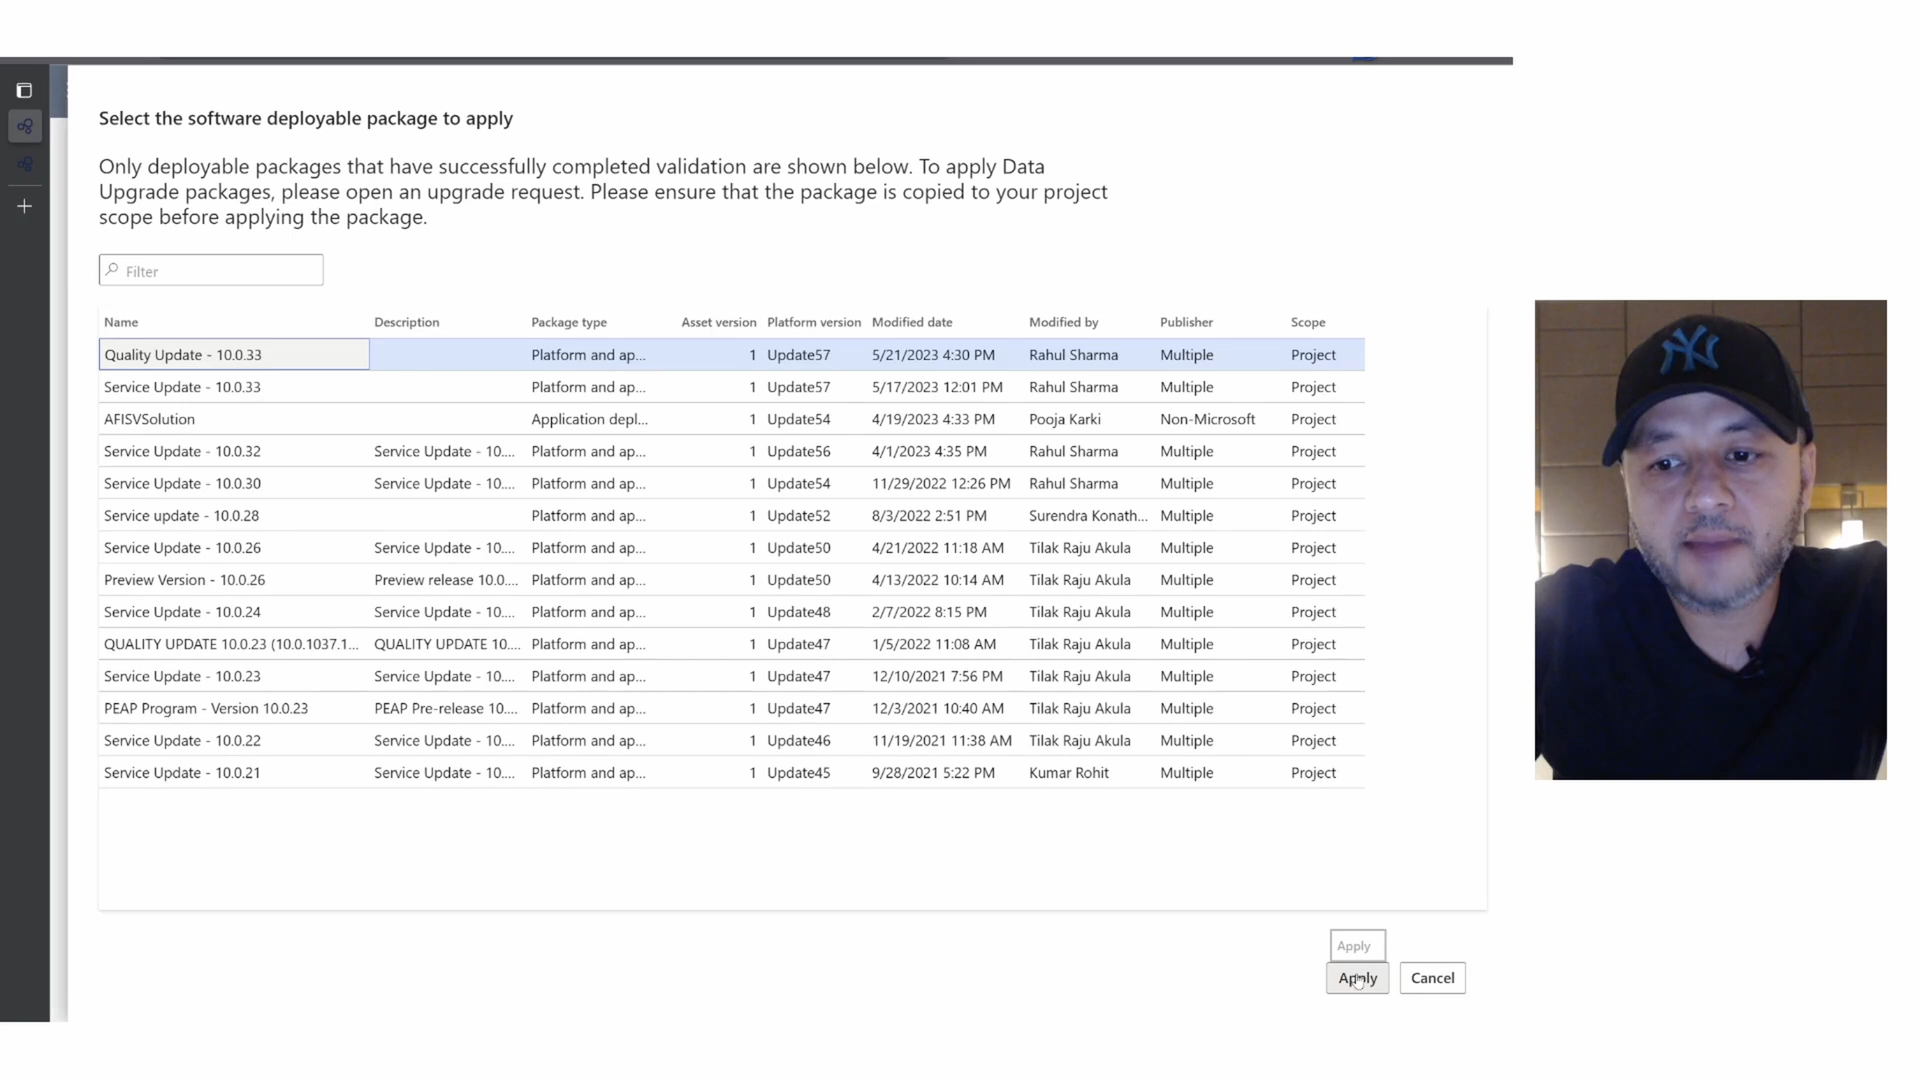 Select the software deployable package to apply
Only deployable packages that have successfully completed validation are shown below. To apply Data
Upgrade packages, please open an upgrade request. Please ensure that the package is copied to your project
scope before applying the package.
Filter
Name Description Package type Asset version Platform version Modified date Modified by Publisher Scope
Quality Update - 10.0.33 Platform and ap... 1 Update57 5/21/2023 4:30 PM Rahul Sharma Multiple Project
Service Update - 10.0.33 Platform and ap... 1 Update57 5/17/2023 12:01 PM Rahul Sharma Multiple Project
AFISVSolution Application depl... 1 Update54 4/19/2023 4:33 PM Pooja Karki Non-Microsoft Project
Service Update - 10.0.32 Service Update - 10.... Platform and ap... 1 Update56 4/1/2023 4:35 PM Rahul Sharma Multiple Project
Service Update - 10.0.30 Service Update - 10.... Platform and ap... 1 Update54 11/29/2022 12:26 PM Rahul Sharma Multiple Project
Service update - 10.0.28 Platform and ap... 1 Update52 8/3/2022 2:51 PM Surendra Konath... Multiple Project
Service Update - 10.0.26 Service Update - 10.... Platform and ap... 1 Update50 4/21/2022 11:18 AM Tilak Raju Akula Multiple Project
Preview Version - 10.0.26 Preview release 10.0.... Platform and ap... 1 Update50 4/13/2022 10:14 AM Tilak Raju Akula Multiple Project
Service Update - 10.0.24 Service Update - 10.... Platform and ap... 1 Update48 2/7/2022 8:15 PM Tilak Raju Akula Multiple Project
QUALITY UPDATE 10.0.23 (10.0.1037.1... QUALITY UPDATE 10.... Platform and ap... 1 Update47 1/5/2022 11:08 AM Tilak Raju Akula Multiple Project
Service Update - 10.0.23 Service Update - 10.... Platform and ap... 1 Update47 12/10/2021 7:56 PM Tilak Raju Akula Multiple Project
PEAP Program - Version 10.0.23 PEAP Pre-release 10.... Platform and ap... 1 Update47 12/3/2021 10:40 AM Tilak Raju Akula Multiple Project
Service Update - 10.0.22 Service Update - 10.... Platform and ap... 1 Update46 11/19/2021 11:38 AM Tilak Raju Akula Multiple Project
Service Update - 10.0.21 Service Update - 10.... Platform and ap... 1 Update45 9/28/2021 5:22 PM Kumar Rohit Multiple Project
Apply
Apply Cancel
NY